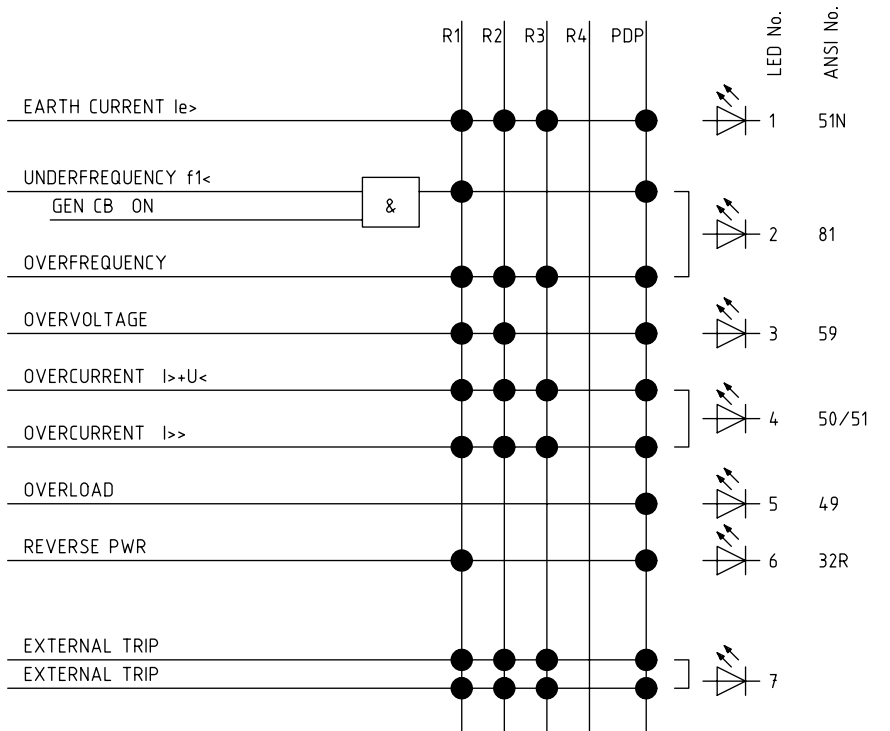 R1 R2 R3 R4 PDP LED No. ANSI No.
EARTH CURRENT Ie> 1 51N
UNDERFREQUENCY f1<
GEN CB ON &
2 81
OVERFREQUENCY
OVERVOLTAGE 3 59
OVERCURRENT I>+U<
4 50/51
OVERCURRENT I>>
OVERLOAD 5 49
REVERSE PWR 6 32R
EXTERNAL TRIP
EXTERNAL TRIP 7